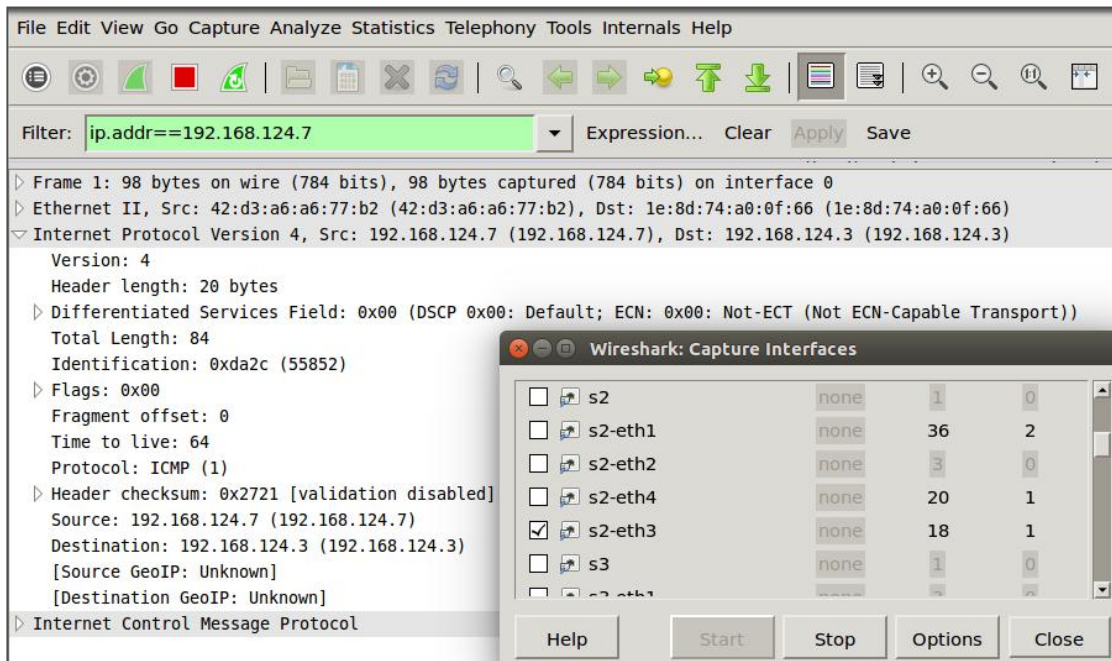 File Edit View Go Capture Analyze Statistics Telephony Tools Internals Help
Filter: ip.addr==192.168.124.7 Expression... Clear Apply Save
Frame 1: 98 bytes on wire (784 bits), 98 bytes captured (784 bits) on interface 0
Ethernet II, Src: 42:d3:a6:a6:77:b2 (42:d3:a6:a6:77:b2), Dst: 1e:8d:74:a0:0f:66 (1e:8d:74:a0:0f:66)
Internet Protocol Version 4, Src: 192.168.124.7 (192.168.124.7), Dst: 192.168.124.3 (192.168.124.3)
Version: 4
Header length: 20 bytes
Differentiated Services Field: 0x00 (DSCP 0x00: Default; ECN: 0x00: Not-ECT (Not ECN-Capable Transport))
Total Length: 84
Identification: 0xda2c (55852)
Flags: 0x00
Fragment offset: 0
Time to live: 64
Protocol: ICMP (1)
Header checksum: 0x2721 [validation disabled]
Source: 192.168.124.7 (192.168.124.7)
Destination: 192.168.124.3 (192.168.124.3)
[Source GeoIP: Unknown]
[Destination GeoIP: Unknown]
Internet Control Message Protocol
Wireshark: Capture Interfaces
s2 none 1 0
s2-eth1 none 36 2
s2-eth2 none 3 0
s2-eth4 none 20 1
s2-eth3 none 18 1
s3 none 1 0
Help Start Stop Options Close